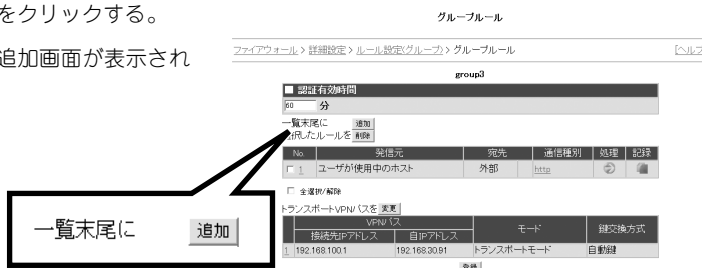 をクリックする。
追加画面が表示され
グループルール
ファイアウォール > 詳細設定 > ルール設定(グループ) > グループルール
[ヘルプ
group3
■ 認証有効時間
60 分
一覧末尾に 追加
選択したルールを 削除
No. 発信元 宛先 通信種別 処理 記録
1 ユーザが使用中のホスト 外部 http
全選択/解除
トランスポートVPNパスを 変更
VPNパス モード 鍵交換方式
接続先IPアドレス 自IPアドレス
1 192.168.100.1 192.168.30.91 トランスポートモード 自動鍵
登録
一覧末尾に 追加